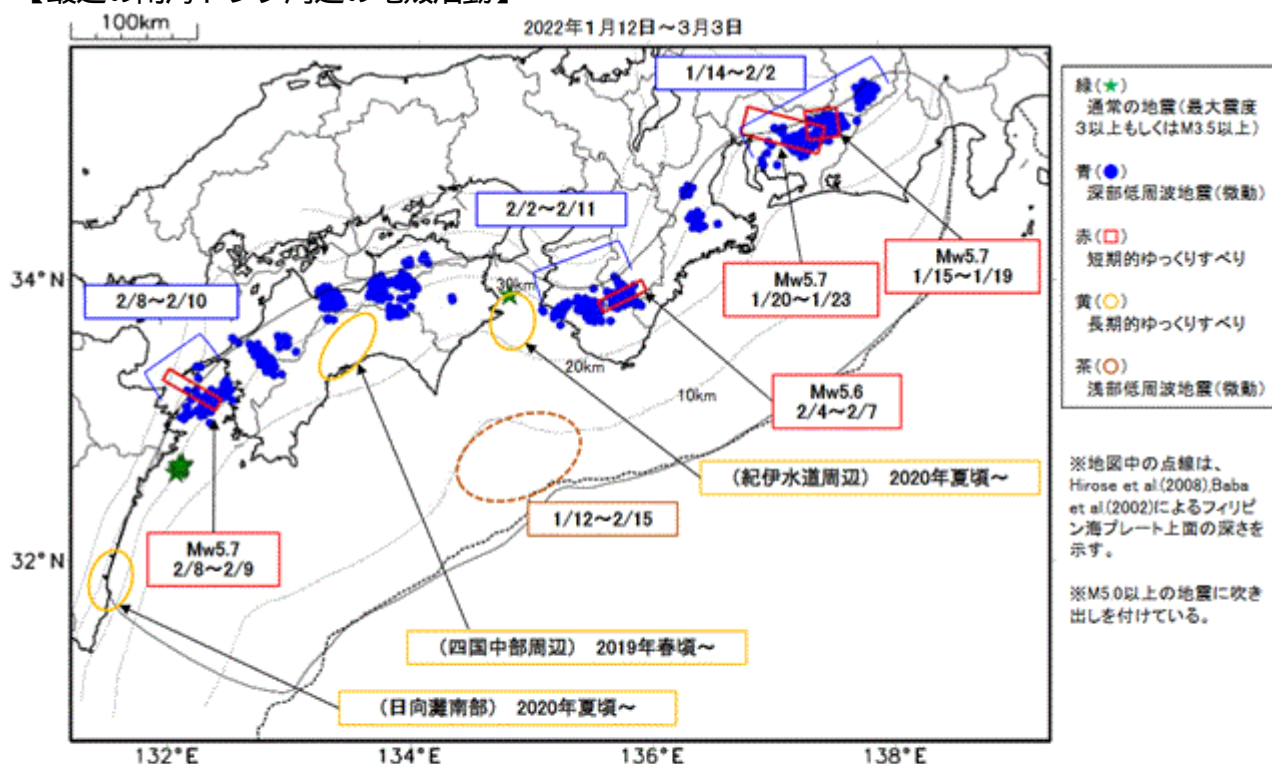 【最近の南海トラフ周辺の地殻活動】
100km
2022年1月12日～3月3日
1/14～2/2
2/2～2/11
2/8～2/10
34°N
30km
20km
10km
Mw5.7
1/20～1/23
Mw5.7
1/15～1/19
Mw5.6
2/4～2/7
(紀伊水道周辺) 2020年夏頃～
1/12～2/15
Mw5.7
2/8～2/9
32°N
(四国中部周辺) 2019年春頃～
(日向灘南部) 2020年夏頃～
132°E
134°E
136°E
138°E
緑(★)
通常の地震(最大震度
3以上もしくはM3.5以上)
青(●)
深部低周波地震(微動)
赤(□)
短期的ゆっくりすべり
黄(○)
長期的ゆっくりすべり
茶(○)
浅部低周波地震(微動)
※地図中の点線は、
Hirose et al.(2008),Baba
et al.(2002)によるフィリピ
ン海プレート上面の深さを
示す。
※M5.0以上の地震に吹き
出しを付けている。